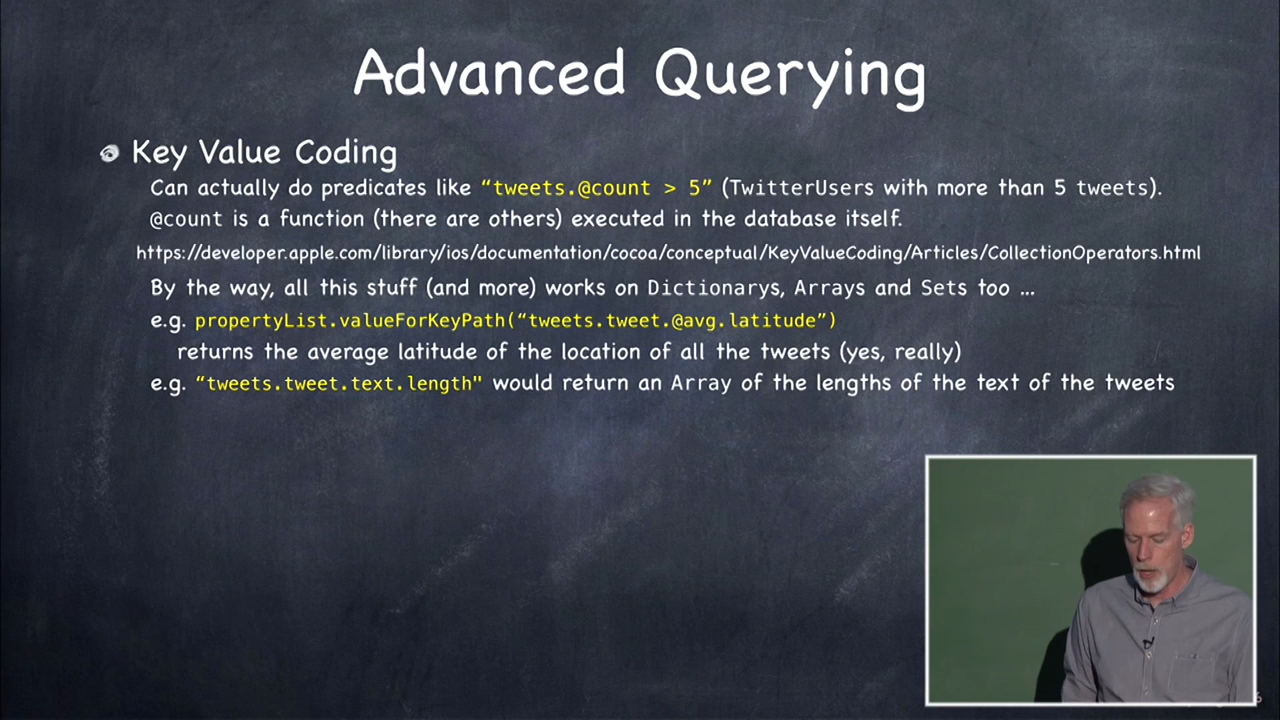 Advanced Querying
Key Value Coding
Can actually do predicates like “tweets.@count > 5” (TwitterUsers with more than 5 tweets).
@count is a function (there are others) executed in the database itself.
https://developer.apple.com/library/ios/documentation/cocoa/conceptual/KeyValueCoding/Articles/CollectionOperators.html
By the way, all this stuff (and more) works on Dictionarys, Arrays and Sets too ...
e.g. propertyList.valueForKeyPath(“tweets.tweet.@avg.latitude”)
returns the average latitude of the location of all the tweets (yes, really)
e.g. “tweets.tweet.text.length" would return an Array of the lengths of the text of the tweets